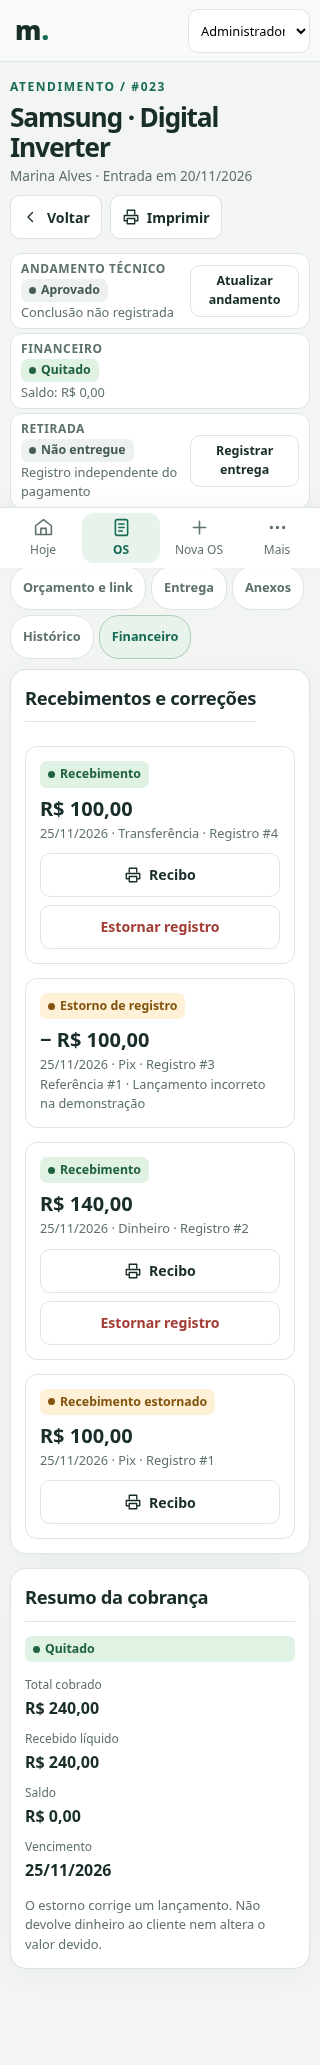 m.
Administrador
ATENDIMENTO / #023
Samsung · Digital
Inverter
Marina Alves · Entrada em 20/11/2026
Voltar
Imprimir
ANDAMENTO TÉCNICO
Aprovado
Conclusão não registrada
Atualizar
andamento
FINANCEIRO
Quitado
Saldo: R$ 0,00
RETIRADA
Não entregue
Registro independente do
pagamento
Registrar
entrega
Hoje
OS
Nova OS
Mais
Orçamento e link
Entrega
Anexos
Histórico
Financeiro
Recebimentos e correções
Recebimento
R$ 100,00
25/11/2026 · Transferência · Registro #4
Recibo
Estornar registro
Estorno de registro
− R$ 100,00
25/11/2026 · Pix · Registro #3
Referência #1 · Lançamento incorreto
na demonstração
Recebimento
R$ 140,00
25/11/2026 · Dinheiro · Registro #2
Recibo
Estornar registro
Recebimento estornado
R$ 100,00
25/11/2026 · Pix · Registro #1
Recibo
Resumo da cobrança
Quitado
Total cobrado
R$ 240,00
Recebido líquido
R$ 240,00
Saldo
R$ 0,00
Vencimento
25/11/2026
O estorno corrige um lançamento. Não
devolve dinheiro ao cliente nem altera o
valor devido.